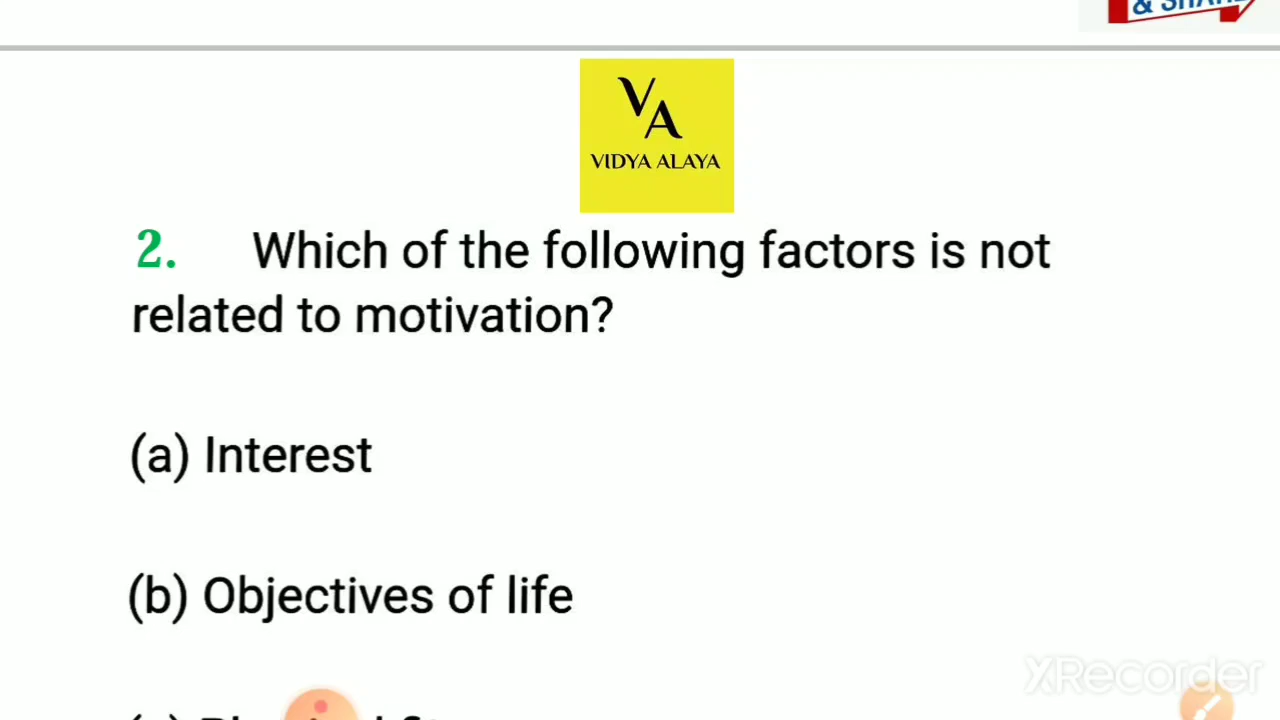 & SHARE
VA
VIDYA ALAYA
2. Which of the following factors is not
related to motivation?
(a) Interest
(b) Objectives of life
XRecorder